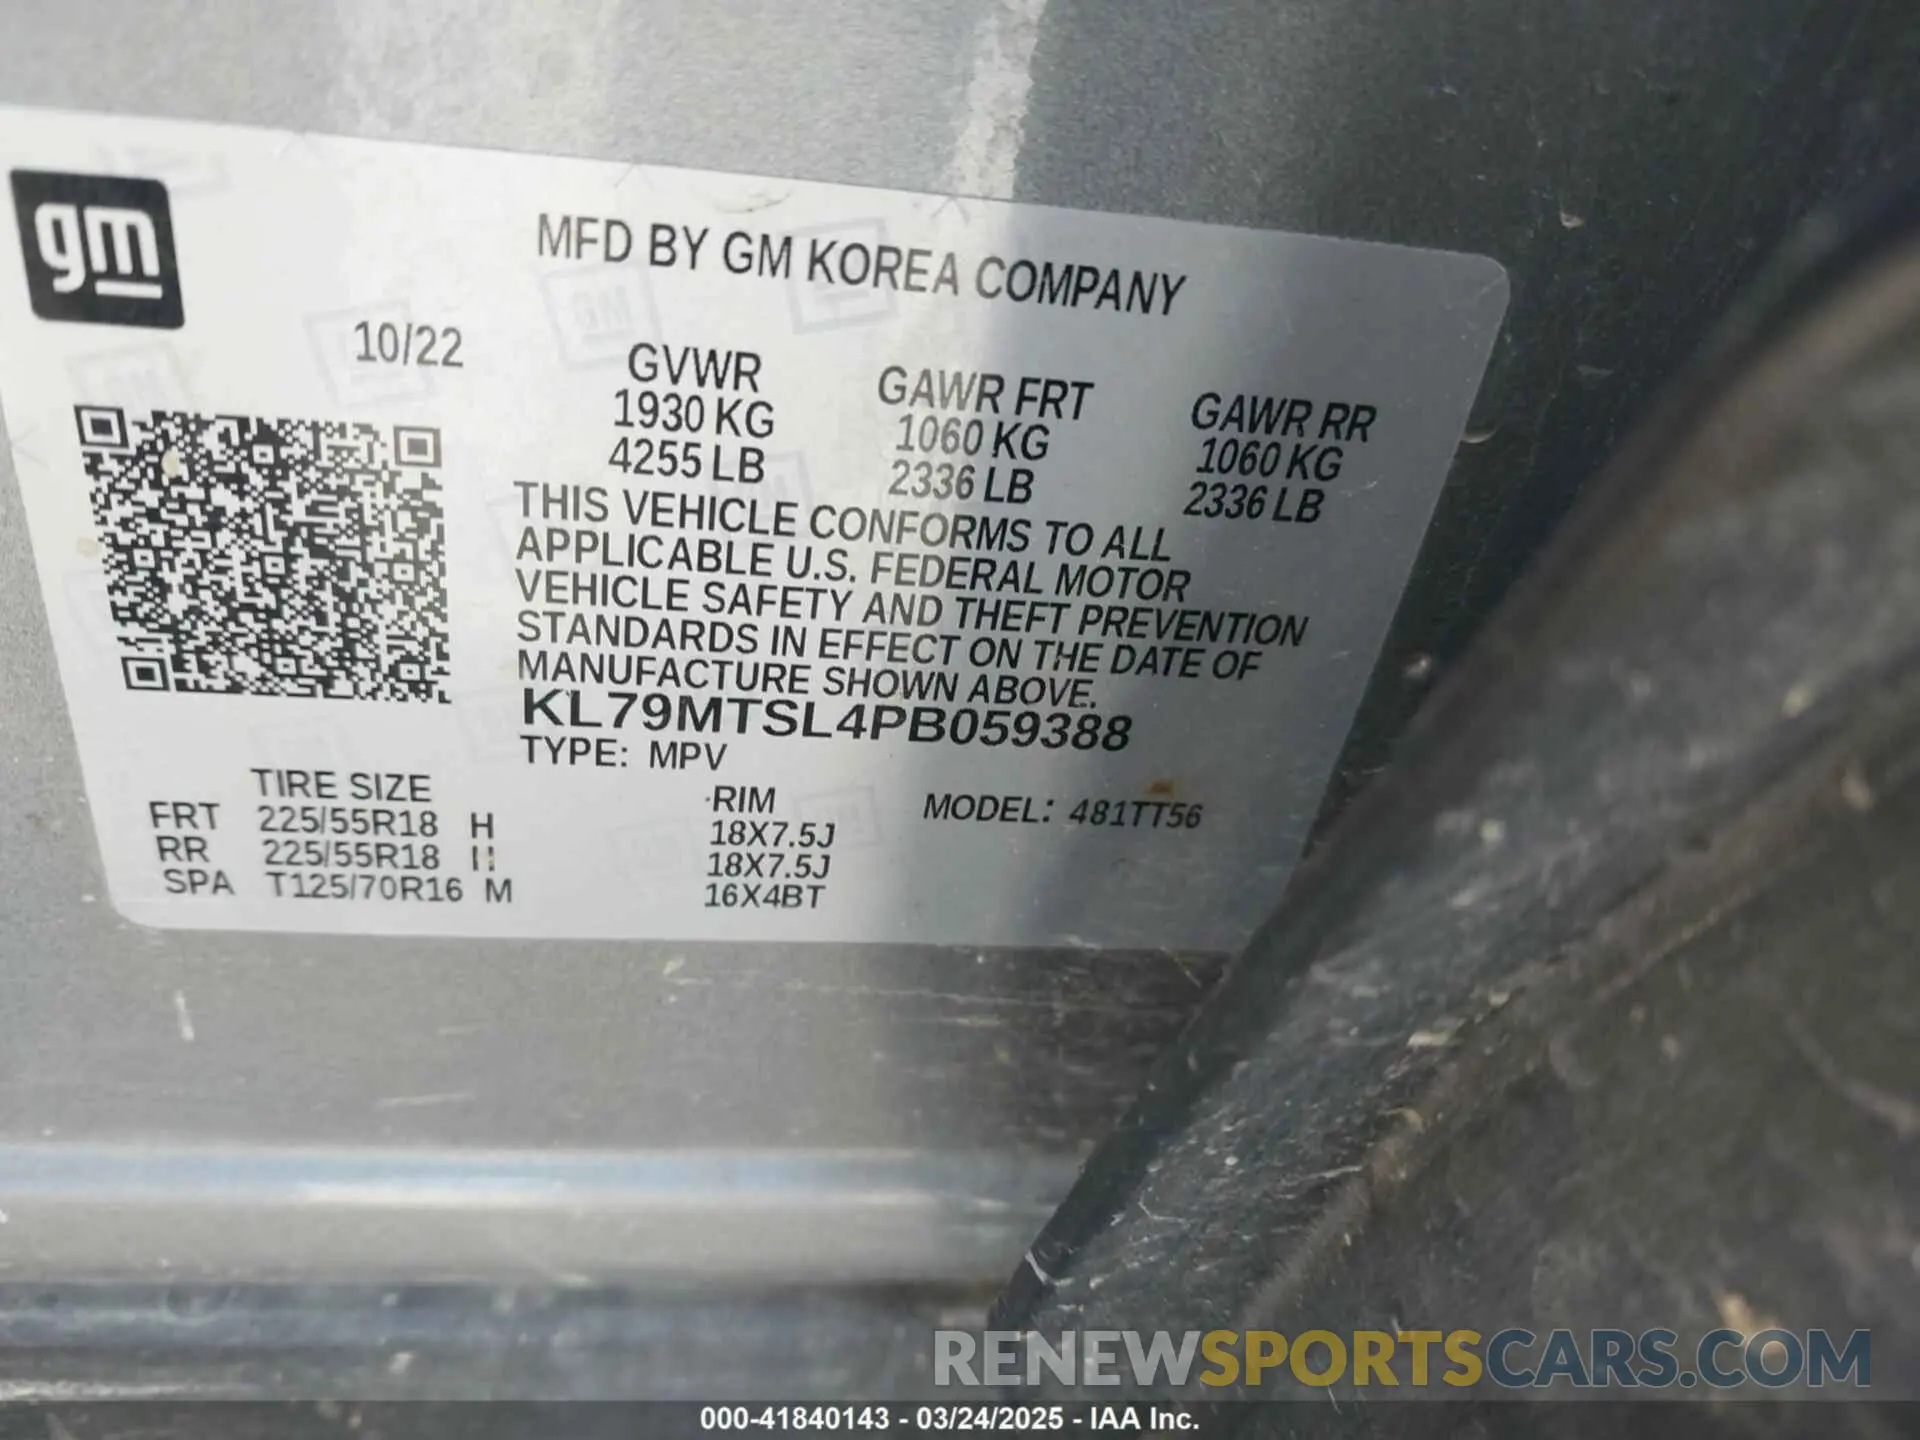 gm
MFD BY GM KOREA COMPANY
10/22
GVWR GAWR FRT GAWR RR
1930 KG 1060 KG 1060 KG
4255 LB 2336 LB 2336 LB
THIS VEHICLE CONFORMS TO ALL
APPLICABLE U.S. FEDERAL MOTOR
VEHICLE SAFETY AND THEFT PREVENTION
STANDARDS IN EFFECT ON THE DATE OF
MANUFACTURE SHOWN ABOVE.
KL79MTSL4PB059388
TYPE: MPV
TIRE SIZE RIM MODEL: 481TT56
FRT 225/55R18 H 18X7.5J
RR 225/55R18 H 18X7.5J
SPA T125/70R16 M 16X4BT
RENEWSPORTSCARS.COM
000-41840143 - 03/24/2025 - IAA Inc.